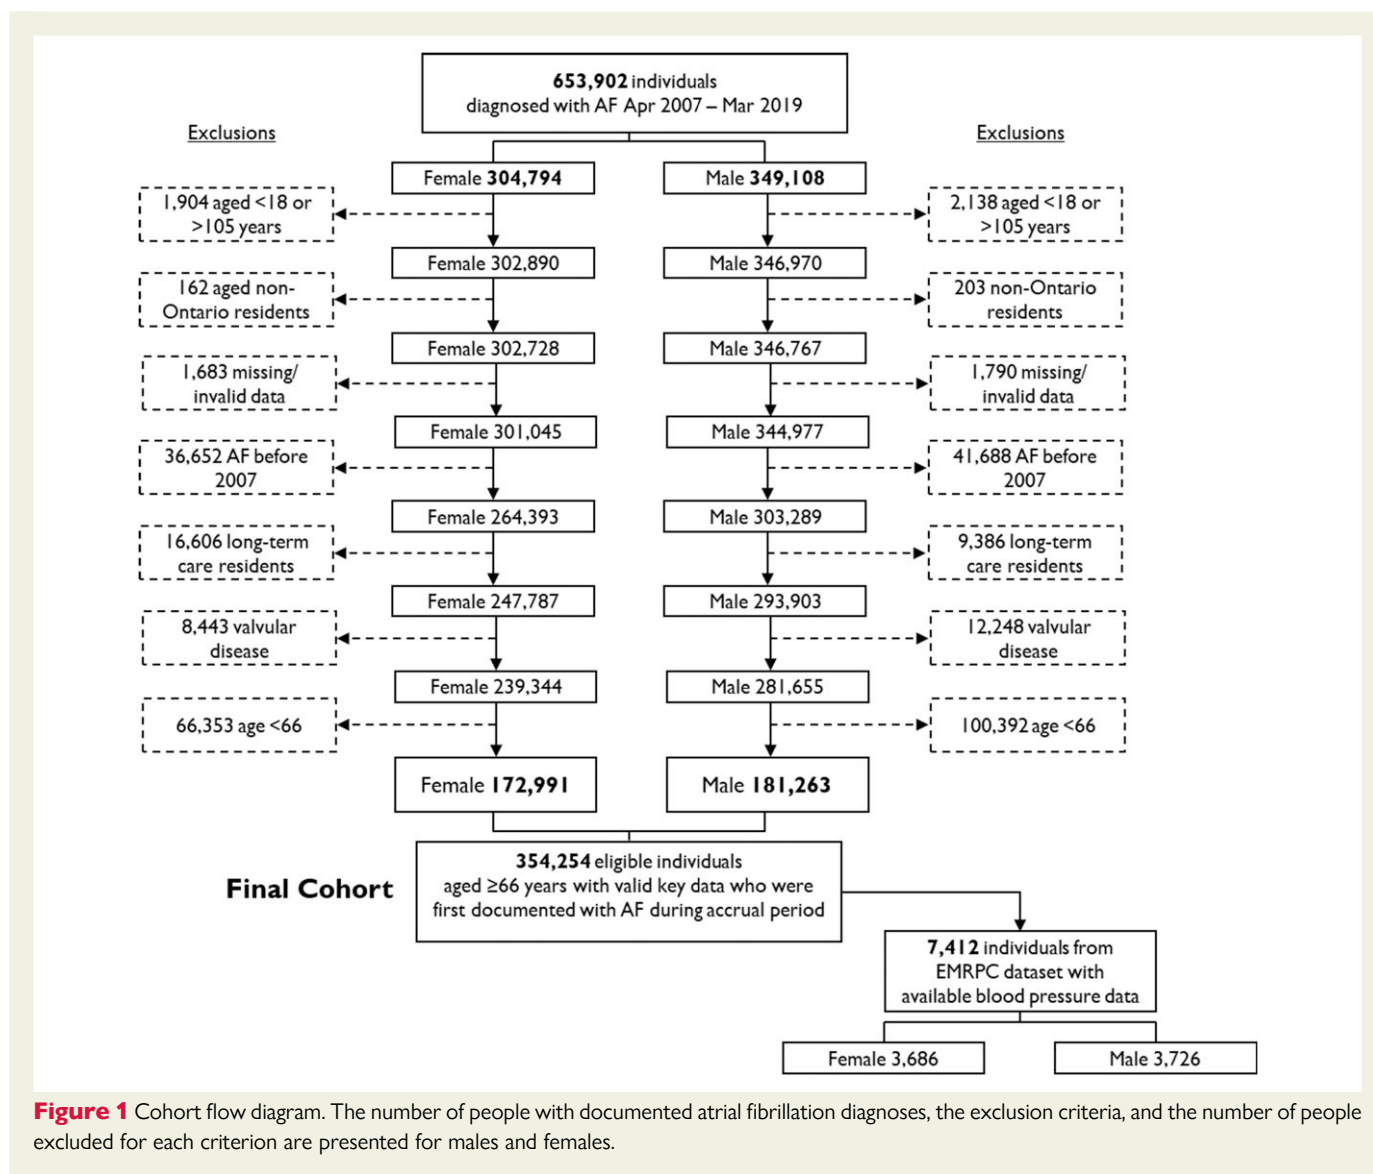 653,902 individuals
diagnosed with AF Apr 2007 – Mar 2019
Exclusions
Exclusions
Female 304,794
Male 349,108
1,904 aged <18 or
>105 years
2,138 aged <18 or
>105 years
Female 302,890
Male 346,970
162 aged non-
Ontario residents
203 non-Ontario
residents
Female 302,728
Male 346,767
1,683 missing/
invalid data
1,790 missing/
invalid data
Female 301,045
Male 344,977
36,652 AF before
2007
41,688 AF before
2007
Female 264,393
Male 303,289
16,606 long-term
care residents
9,386 long-term
care residents
Female 247,787
Male 293,903
8,443 valvular
disease
12,248 valvular
disease
Female 239,344
Male 281,655
66,353 age <66
100,392 age <66
Female 172,991
Male 181,263
Final Cohort
354,254 eligible individuals
aged ≥66 years with valid key data who were
first documented with AF during accrual period
7,412 individuals from
EMRPC dataset with
available blood pressure data
Female 3,686
Male 3,726
Figure 1 Cohort flow diagram. The number of people with documented atrial fibrillation diagnoses, the exclusion criteria, and the number of people
excluded for each criterion are presented for males and females.